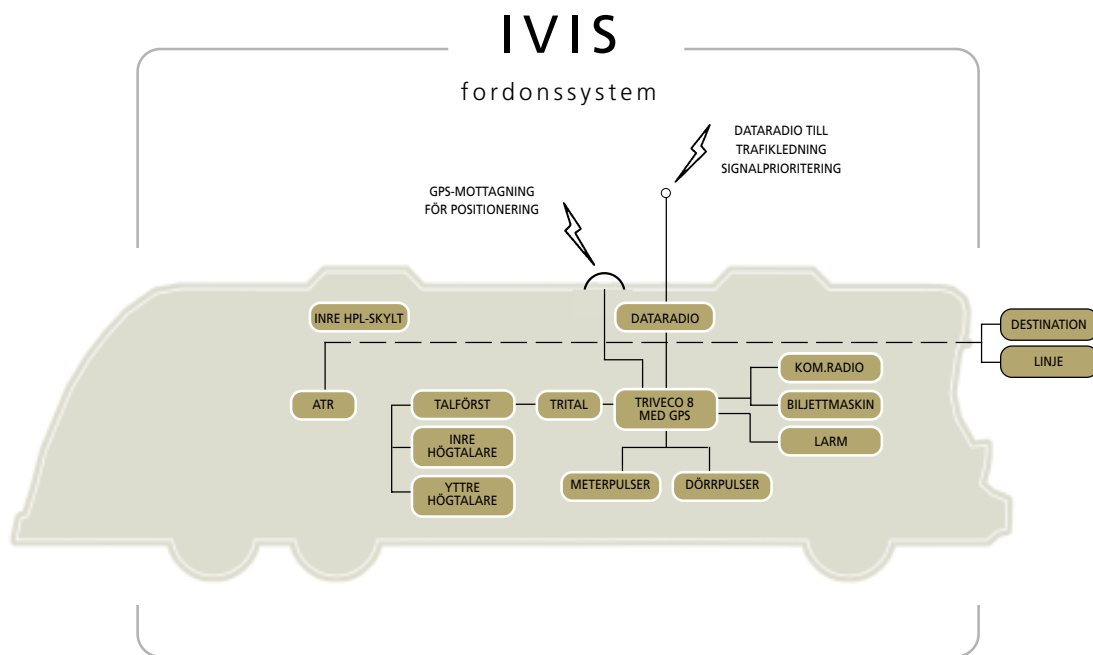 IVIS
fordonssystem
DATARADIO TILL
TRAFIKLEDNING
SIGNALPRIORITERING
GPS-MOTTAGNING
FÖR POSITIONERING
INRE HPL-SKYLT
DATARADIO
DESTINATION
LINJE
KOM.RADIO
ATR
TALFÖRST
TRITAL
TRIVECO 8
MED GPS
BILJETTMASKIN
LARM
INRE
HÖGTALARE
METERPULSER
DÖRRPULSER
YTTRE
HÖGTALARE